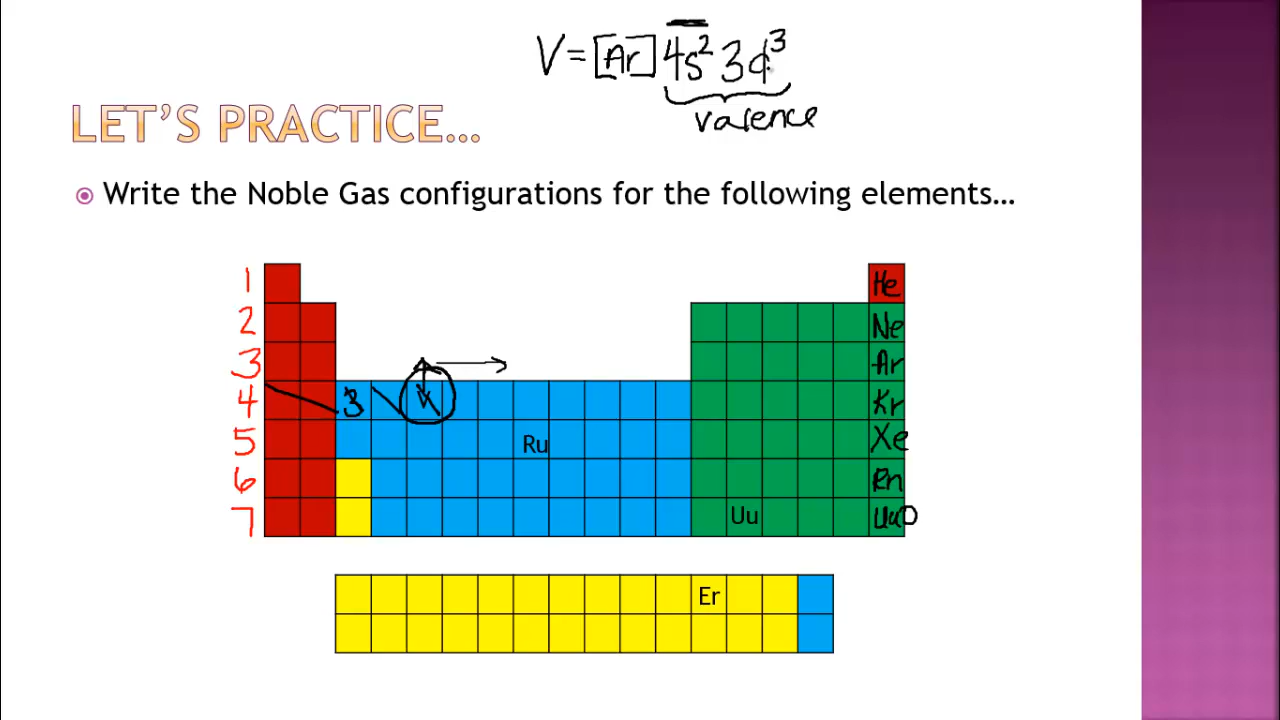 V = [Ar] 4s² 3d³
valence
LET'S PRACTICE…
Write the Noble Gas configurations for the following elements…
1 He
2 Ne
3 Ar
4 3 V Kr
5 Ru Xe
6 Rn
7 Uu UuO
Er